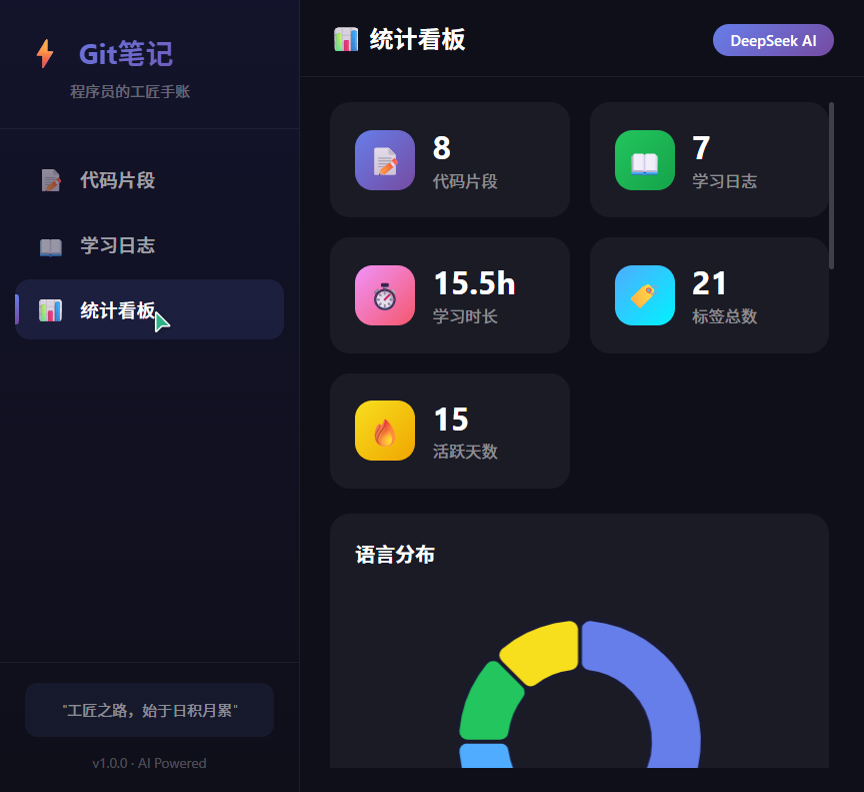 Git笔记
程序员的工匠手账
代码片段
学习日志
统计看板
"工匠之路，始于日积月累"
v1.0.0 · AI Powered
统计看板
DeepSeek AI
8
代码片段
7
学习日志
15.5h
学习时长
21
标签总数
15
活跃天数
语言分布